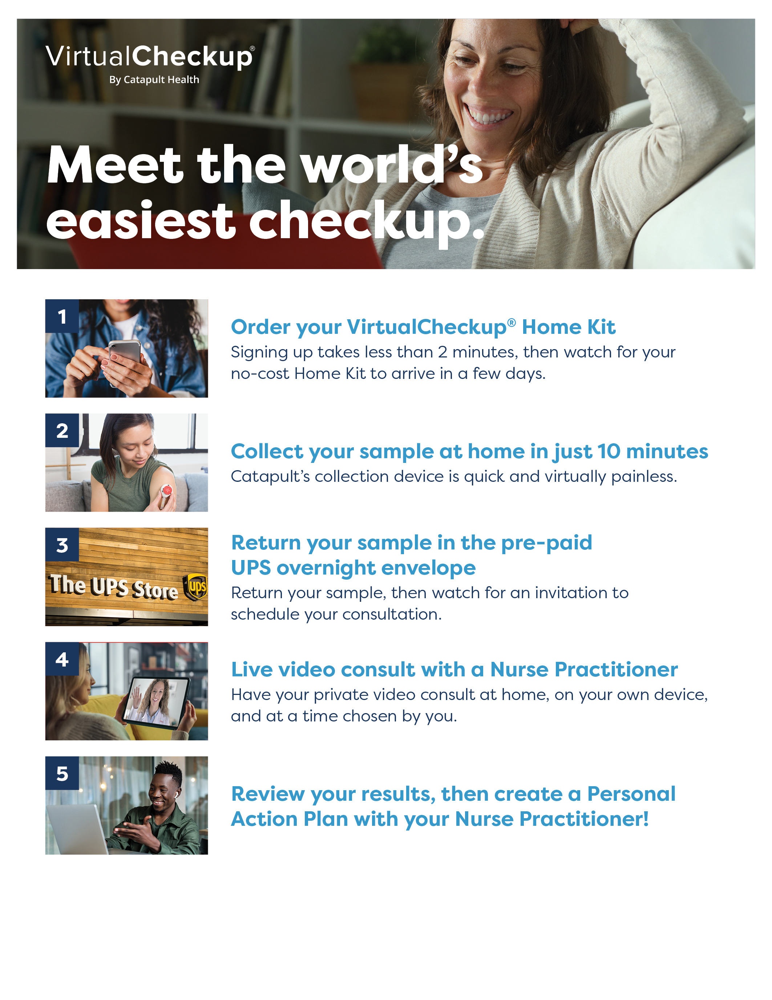 VirtualCheckup®
By Catapult Health
Meet the world's
easiest checkup.
1
Order your VirtualCheckup® Home Kit
Signing up takes less than 2 minutes, then watch for your
no-cost Home Kit to arrive in a few days.
2
Collect your sample at home in just 10 minutes
Catapult's collection device is quick and virtually painless.
3
The UPS Store
ups
Return your sample in the pre-paid
UPS overnight envelope
Return your sample, then watch for an invitation to
schedule your consultation.
4
Live video consult with a Nurse Practitioner
Have your private video consult at home, on your own device,
and at a time chosen by you.
5
Review your results, then create a Personal
Action Plan with your Nurse Practitioner!